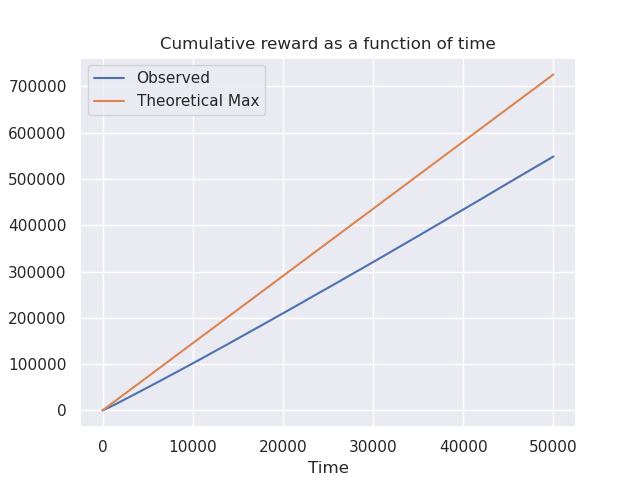 Cumulative reward as a function of time
Observed
Theoretical Max
700000
600000
500000
400000
300000
200000
100000
0
0 10000 20000 30000 40000 50000
Time